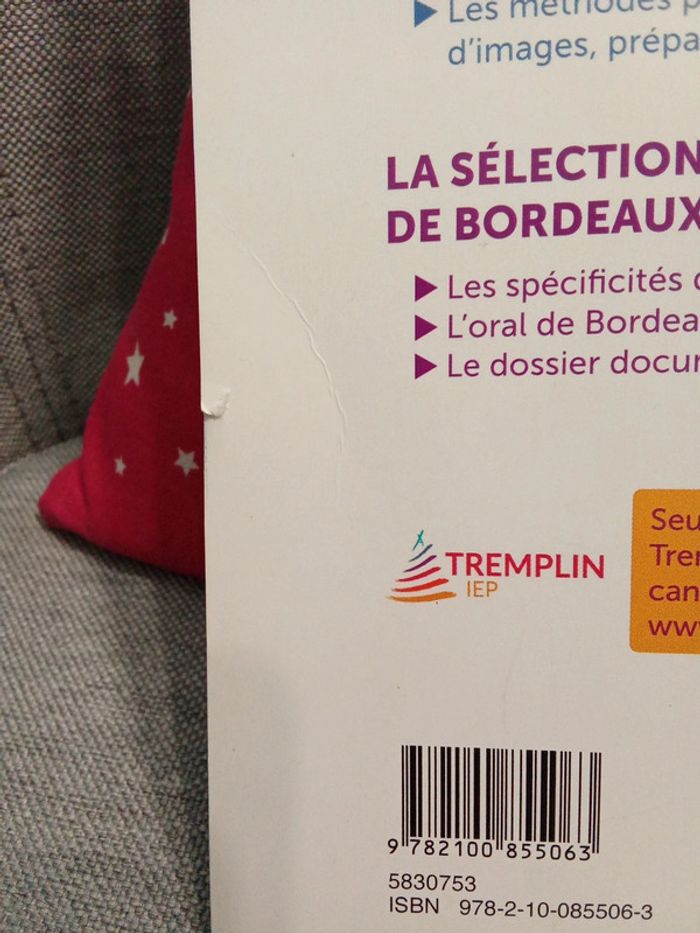 ▶ Les méthodes
d'images, prépa
LA SÉLECTION
DE BORDEAUX
▶ Les spécificités
▶ L'oral de Bordea
▶ Le dossier docu
TREMPLIN
IEP
Seu
Trem
can
www
9 782100 855063
5830753
ISBN 978-2-10-085506-3